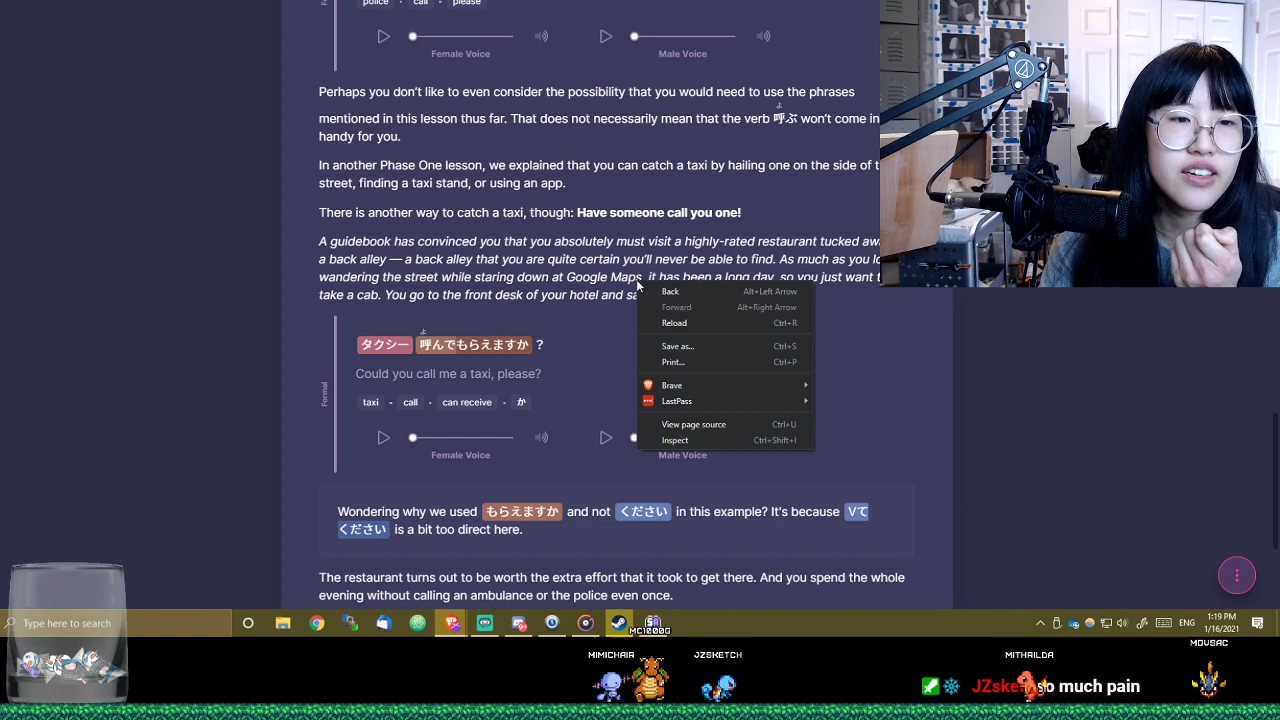 police - call - please
Female Voice
Male Voice
Perhaps you don't like to even consider the possibility that you would need to use the phrases
mentioned in this lesson thus far. That does not necessarily mean that the verb 呼ぶ won't come in
よ
handy for you.
In another Phase One lesson, we explained that you can catch a taxi by hailing one on the side of t
street, finding a taxi stand, or using an app.
There is another way to catch a taxi, though: Have someone call you one!
A guidebook has convinced you that you absolutely must visit a highly-rated restaurant tucked aw
a back alley — a back alley that you are quite certain you'll never be able to find. As much as you lo
wandering the street while staring down at Google Maps, it has been a long day, so you just want t
take a cab. You go to the front desk of your hotel and sa
Back Alt+Left Arrow
Forward Alt+Right Arrow
Reload Ctrl+R
Save as... Ctrl+S
Print... Ctrl+P
Brave
LastPass
View page source Ctrl+U
Inspect Ctrl+Shift+I
Formal
よ
タクシー 呼んでもらえますか ?
Could you call me a taxi, please?
taxi - call - can receive - か
Female Voice
Male Voice
Wondering why we used もらえますか and not ください in this example? It's because Vて
ください is a bit too direct here.
The restaurant turns out to be worth the extra effort that it took to get there. And you spend the whole
evening without calling an ambulance or the police even once.
Type here to search
ENG
1:19 PM
1/16/2021
MC1000G
MIMICHAIR
JZSKETCH
MITHRILDA
MOVSAC
JZske so much pain